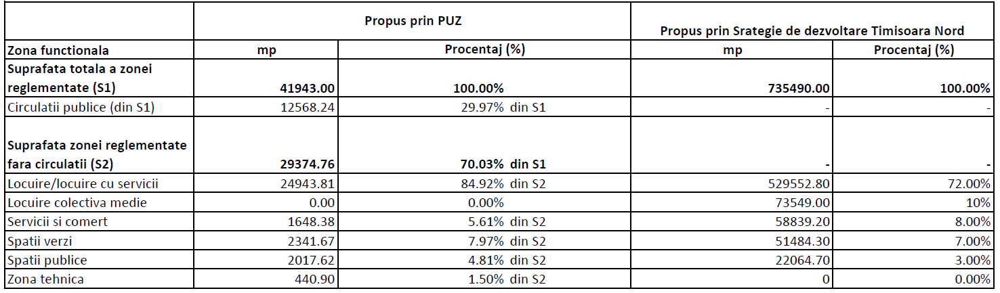 Propus prin PUZ
Propus prin Srategie de dezvoltare Timisoara Nord
Zona functionala mp Procentaj (%) mp Procentaj (%)
Suprafata totala a zonei
reglementate (S1) 41943.00 100.00% 735490.00 100.00%
Circulatii publice (din S1) 12568.24 29.97% din S1 - -
Suprafata zonei reglementate
fara circulatii (S2) 29374.76 70.03% din S1 - -
Locuire/locuire cu servicii 24943.81 84.92% din S2 529552.80 72.00%
Locuire colectiva medie 0.00 0.00% 73549.00 10%
Servicii si comert 1648.38 5.61% din S2 58839.20 8.00%
Spatii verzi 2341.67 7.97% din S2 51484.30 7.00%
Spatii publice 2017.62 4.81% din S2 22064.70 3.00%
Zona tehnica 440.90 1.50% din S2 0 0.00%